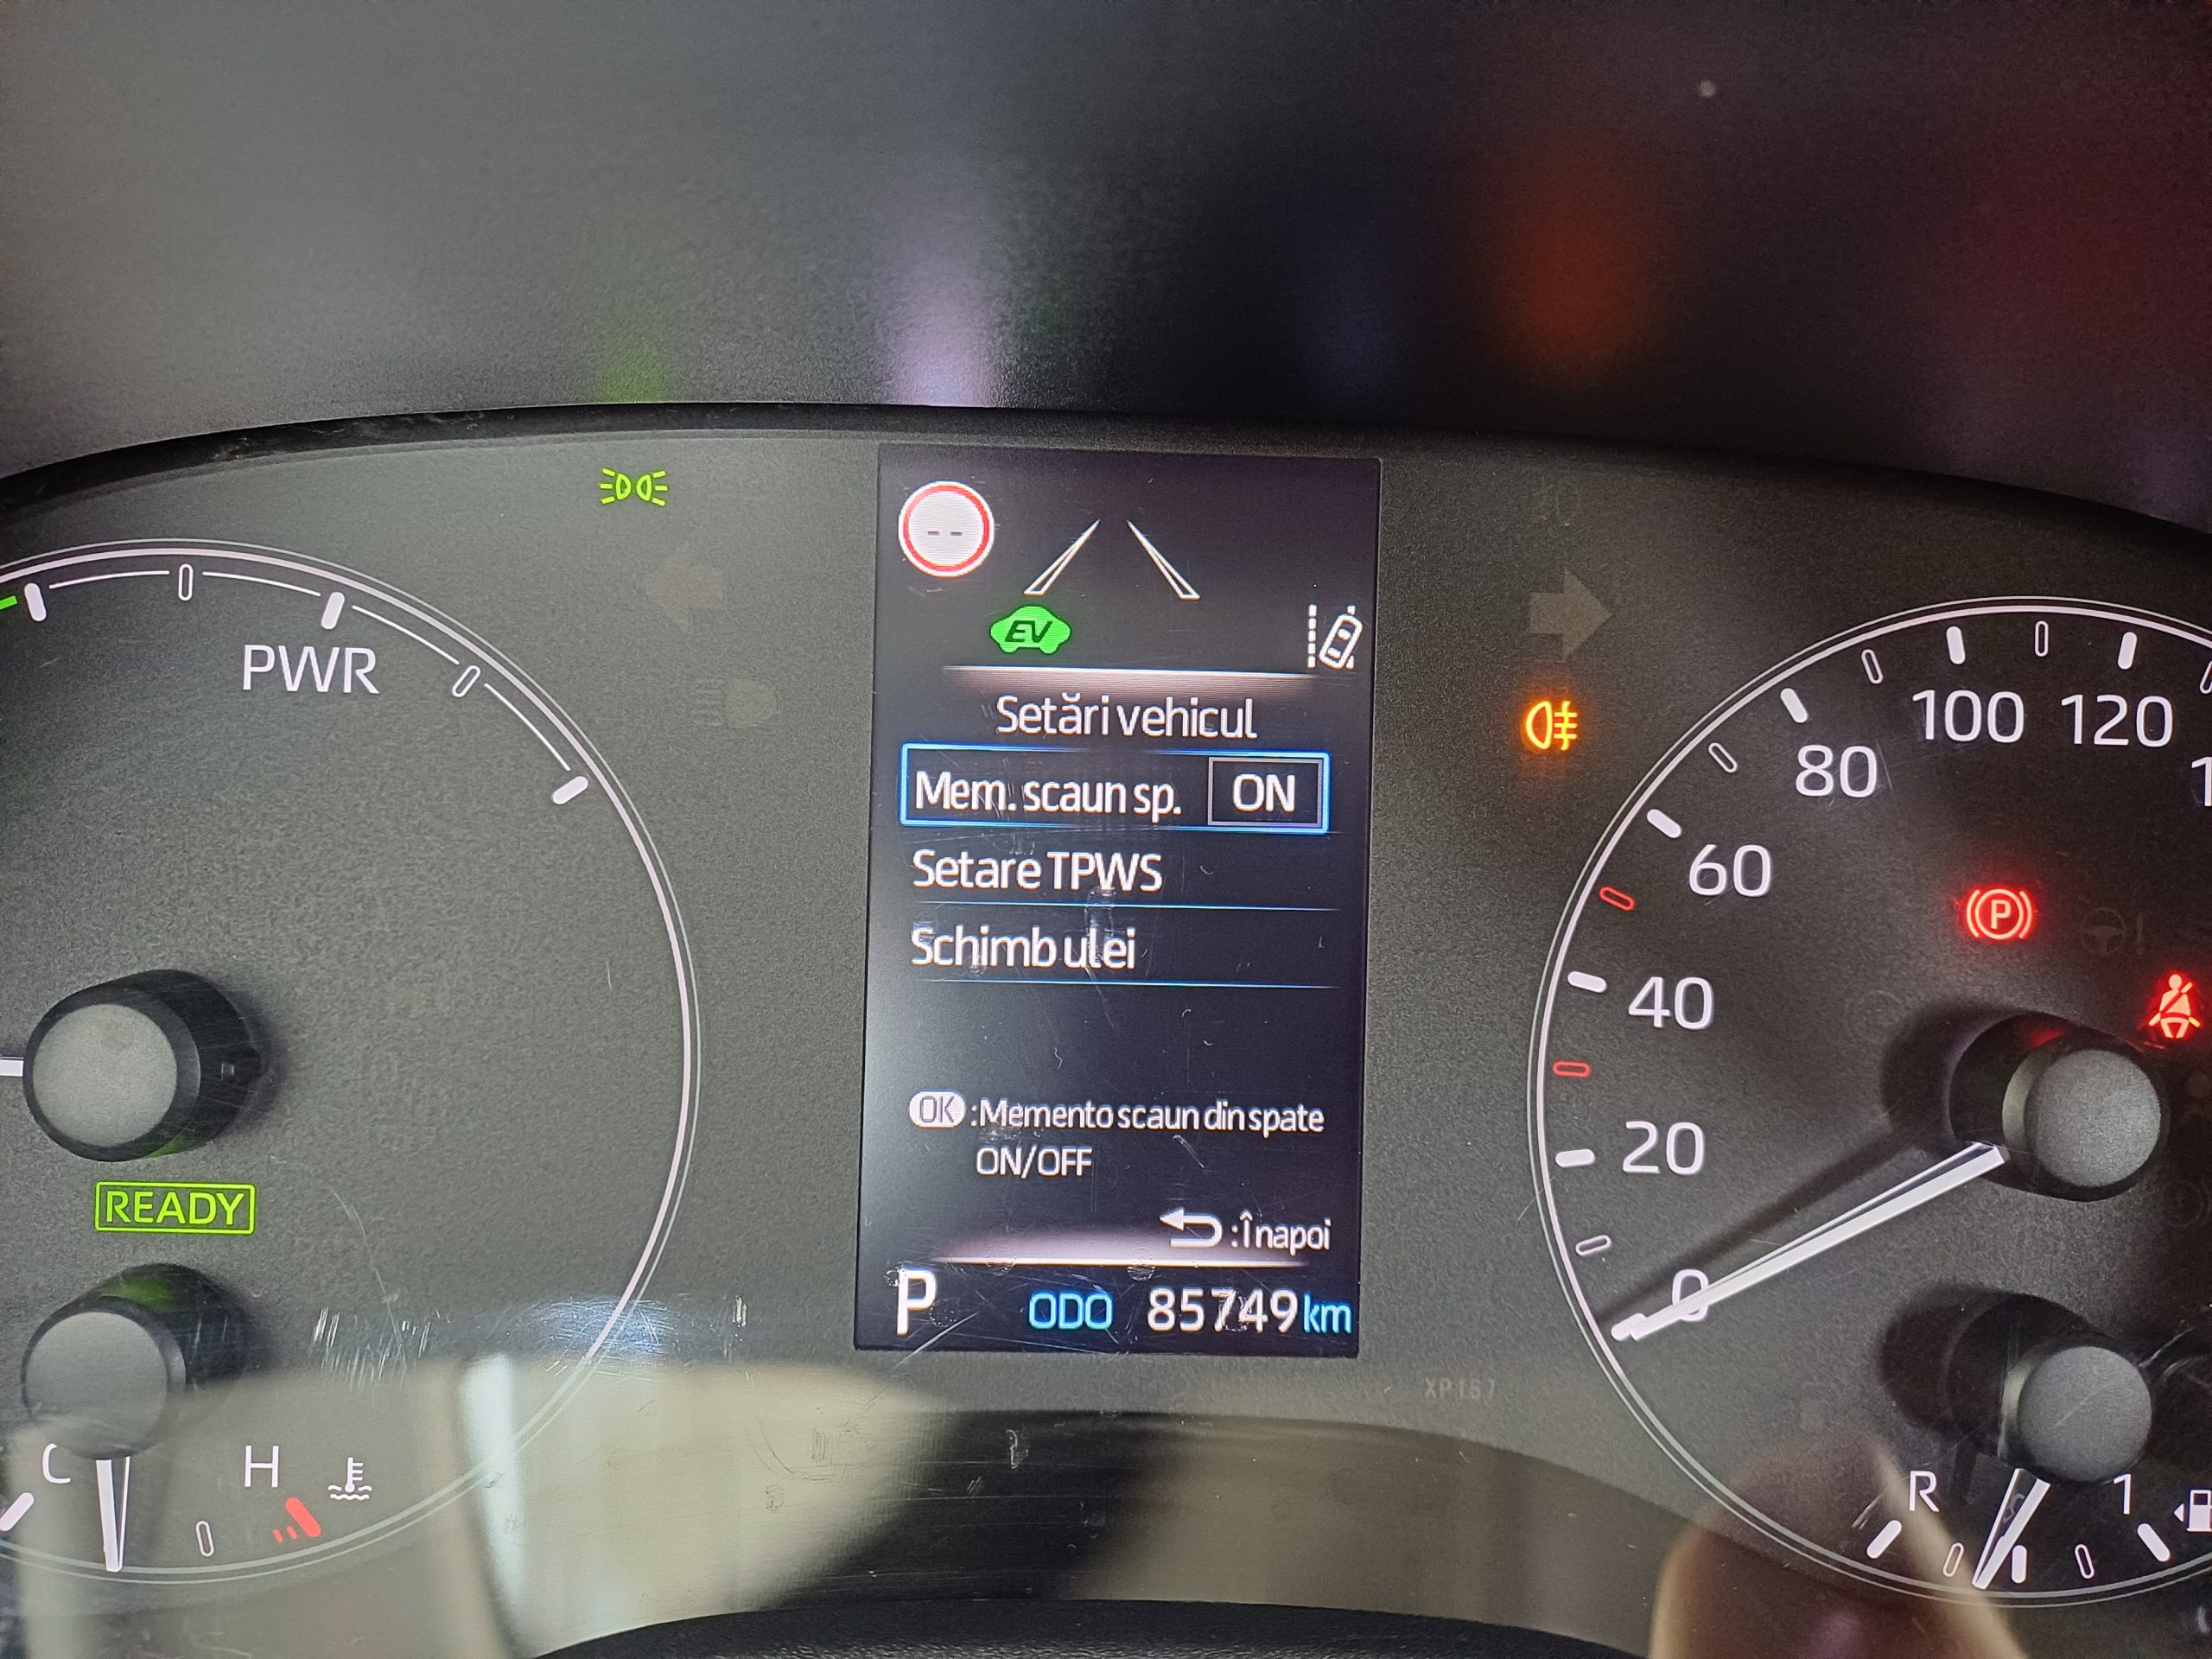 EV
PWR
Setări vehicul
Mem. scaun sp. ON
Setare TPWS
Schimb ulei
OK :Memento scaun din spate
ON/OFF
:Înapoi
P ODO 85749 km
READY
C H
0
20
40
60
80
100
120
P
R 1
XP167